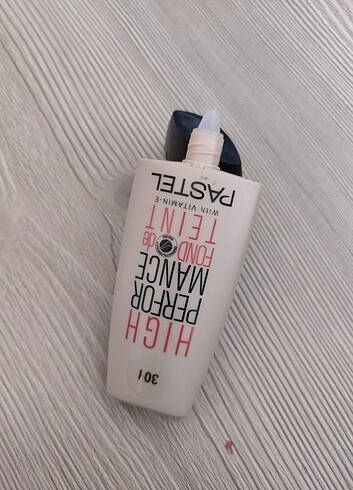 PASTEL
With VITAMIN-E
HIGH
PERFOR
MANCE
FOND de
TEINT
301